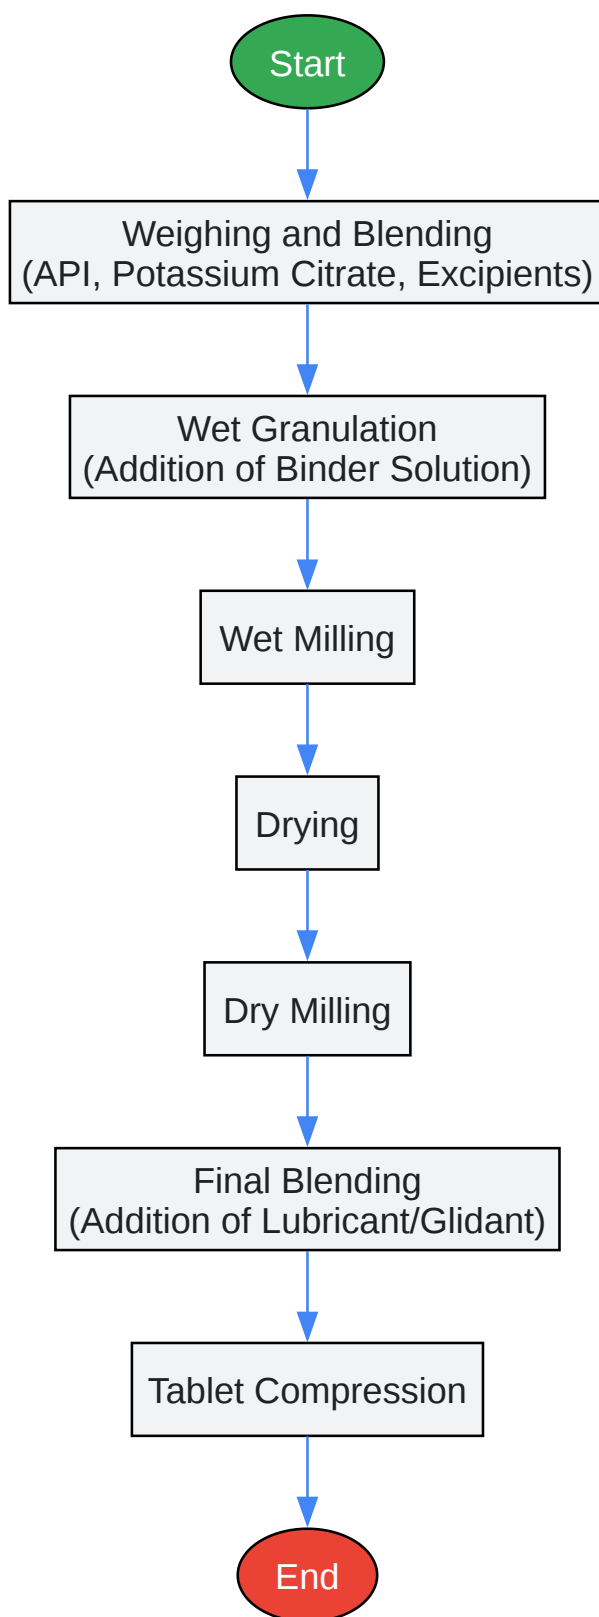 Start
Weighing and Blending
(API, Potassium Citrate, Excipients)
Wet Granulation
(Addition of Binder Solution)
Wet Milling
Drying
Dry Milling
Final Blending
(Addition of Lubricant/Glidant)
Tablet Compression
End